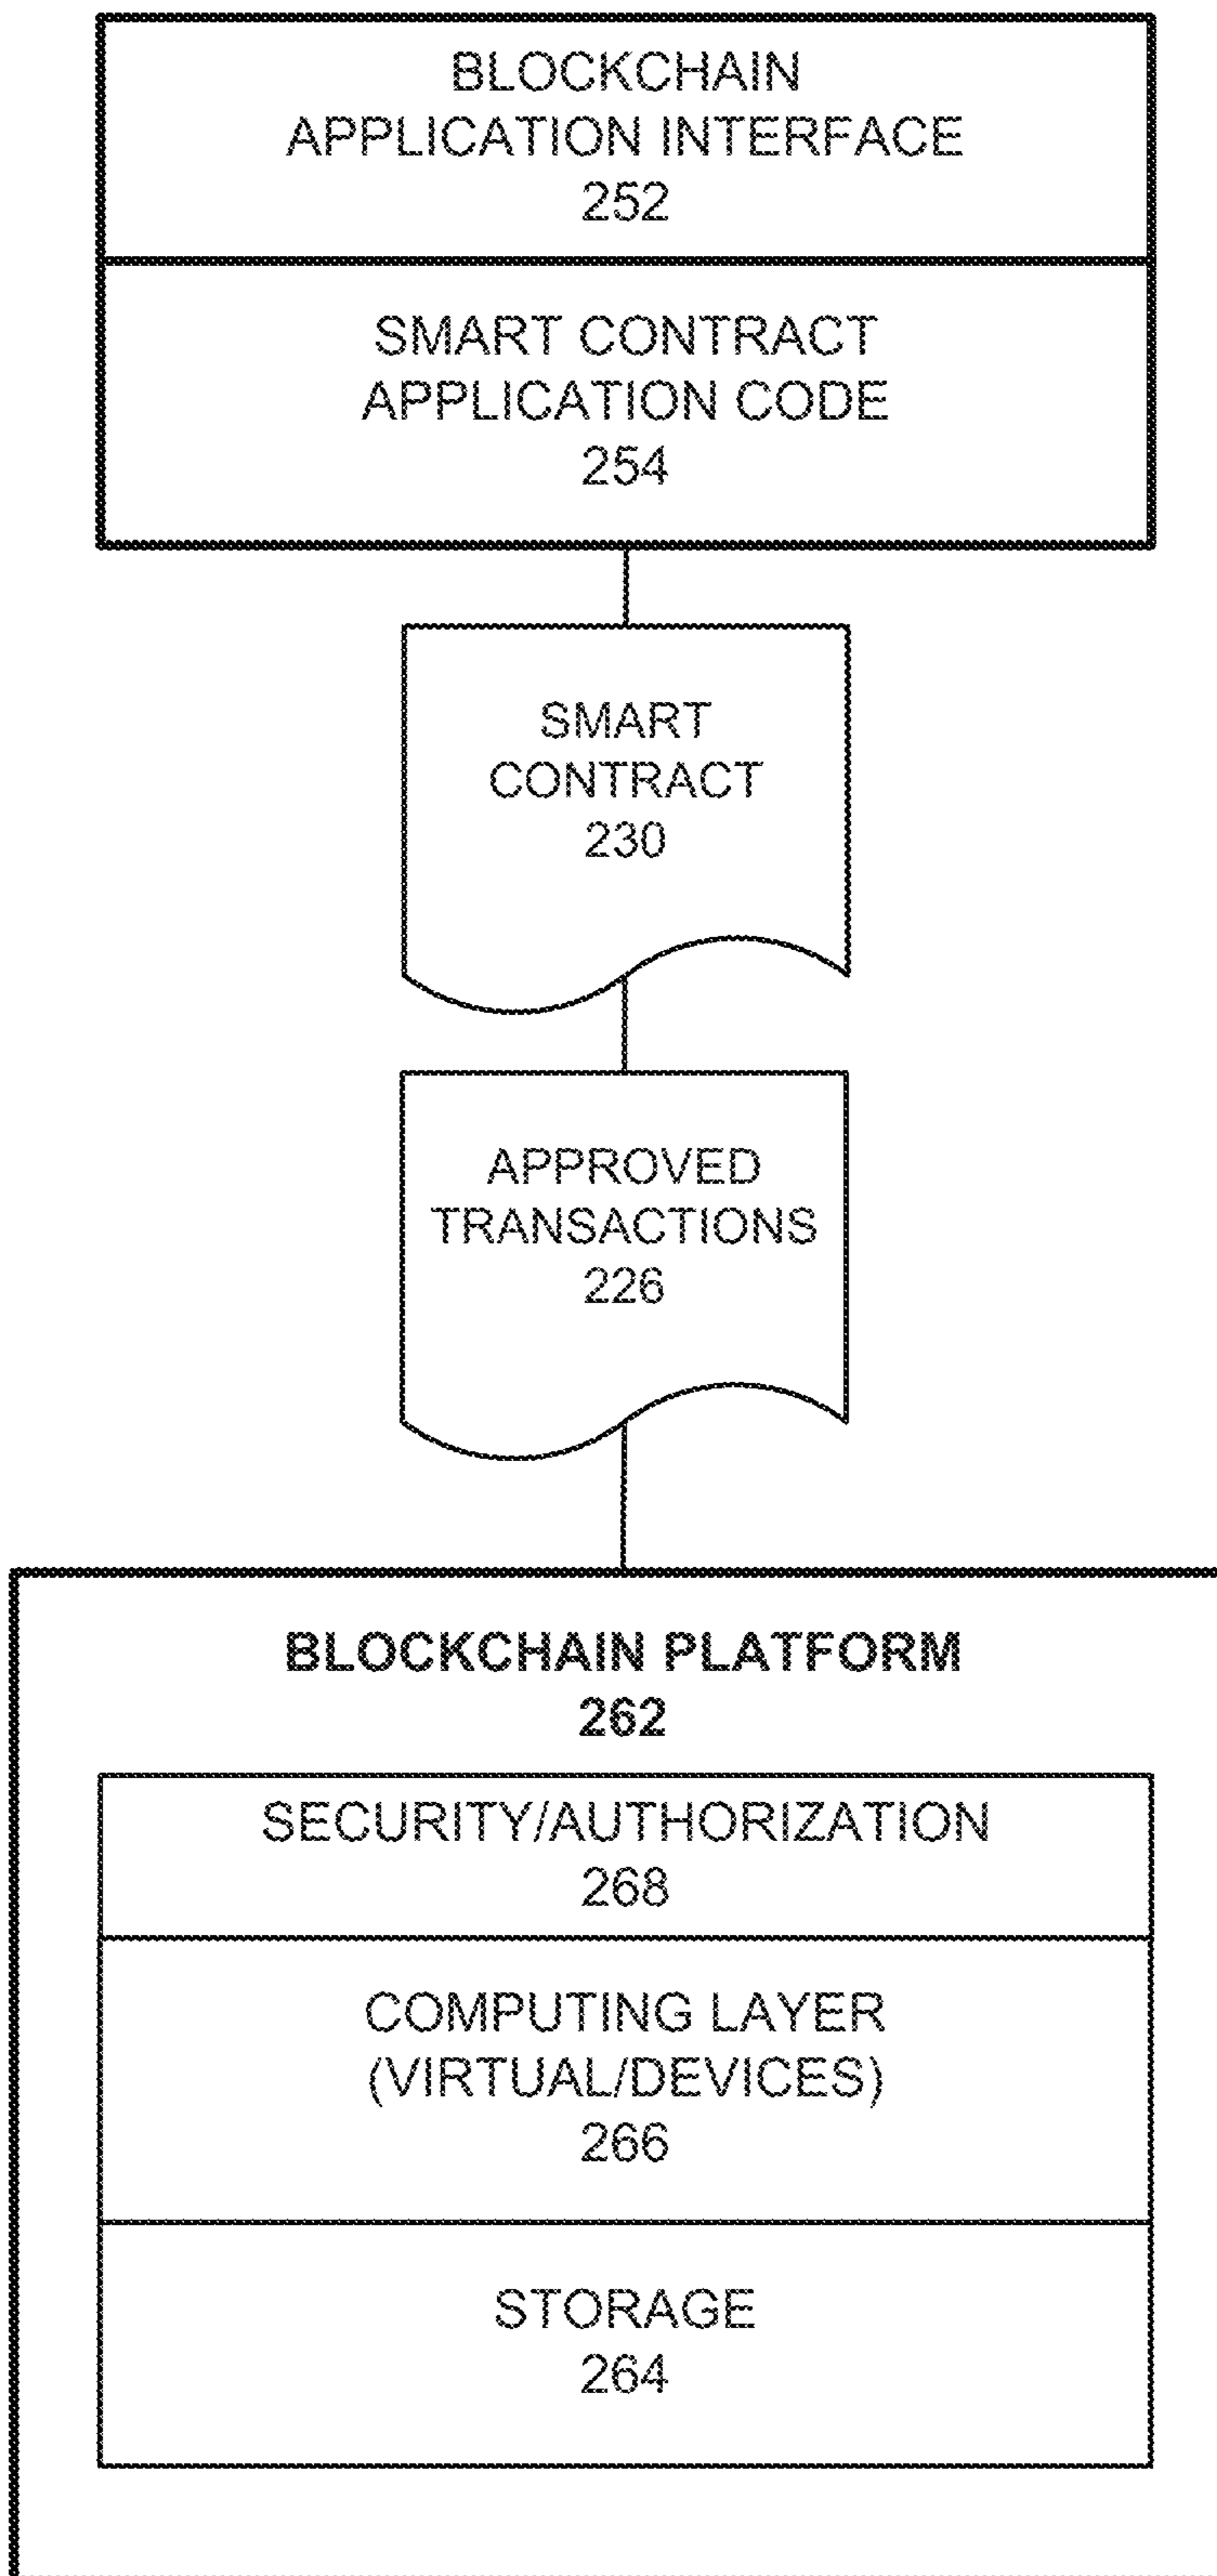 BLOCKCHAIN
APPLICATION INTERFACE
252
SMART CONTRACT
APPLICATION CODE
254
SMART
CONTRACT
230
APPROVED
TRANSACTIONS
226
BLOCKCHAIN PLATFORM
262
SECURITY/AUTHORIZATION
268
COMPUTING LAYER
(VIRTUAL/DEVICES)
266
STORAGE
264